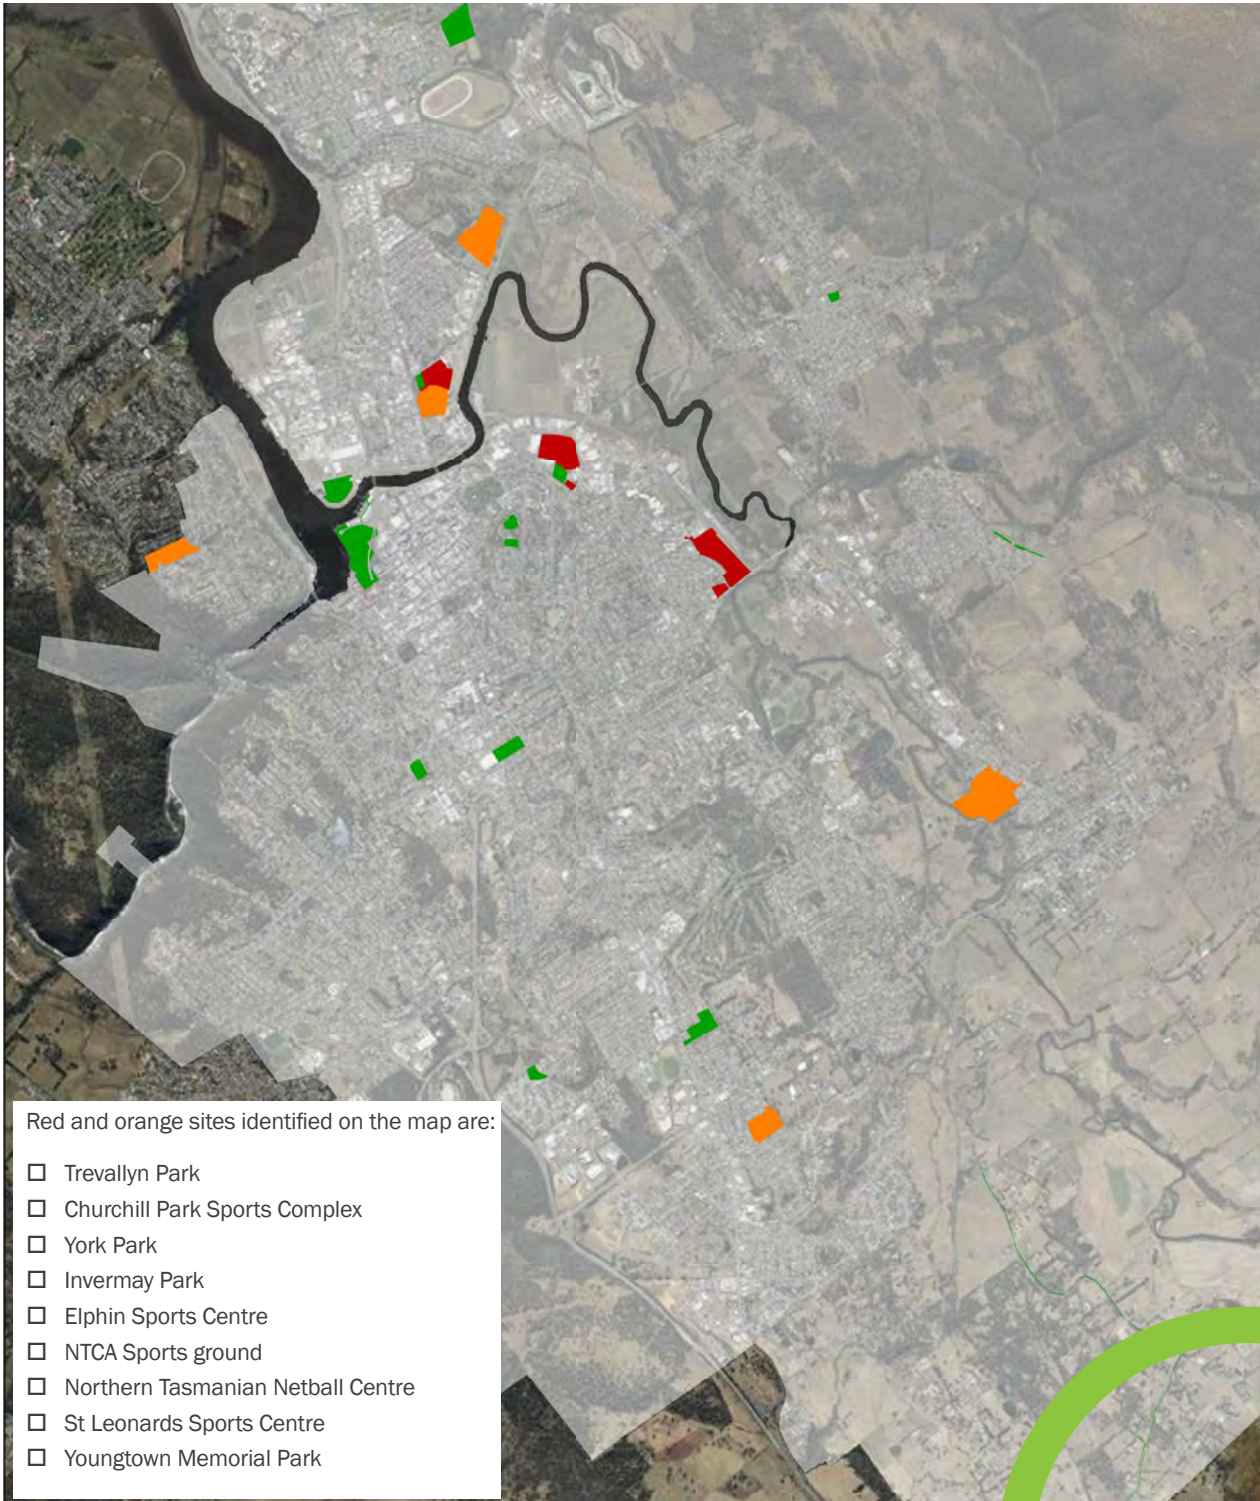 Red and orange sites identified on the map are:
☐ Trevallyn Park
☐ Churchill Park Sports Complex
☐ York Park
☐ Invermay Park
☐ Elphin Sports Centre
☐ NTCA Sports ground
☐ Northern Tasmanian Netball Centre
☐ St Leonards Sports Centre
☐ Youngtown Memorial Park